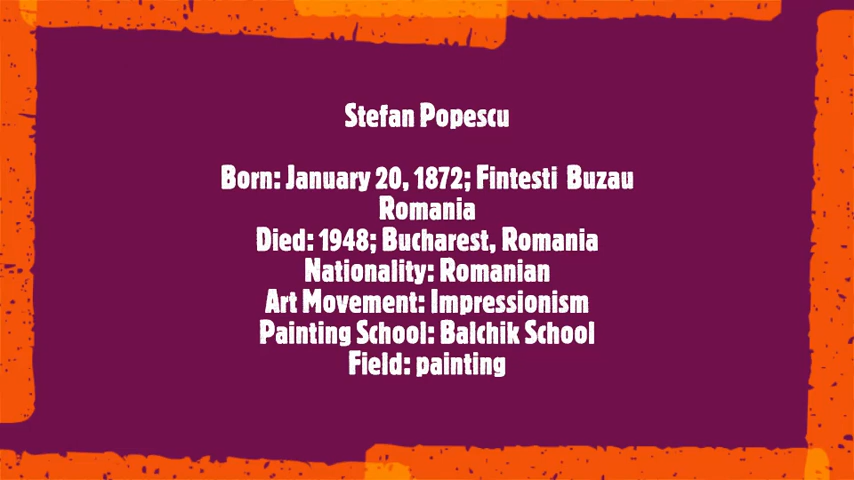 Stefan Popescu
Born: January 20, 1872; Fintesti Buzau
Romania
Died: 1948; Bucharest, Romania
Nationality: Romanian
Art Movement: Impressionism
Painting School: Balchik School
Field: painting